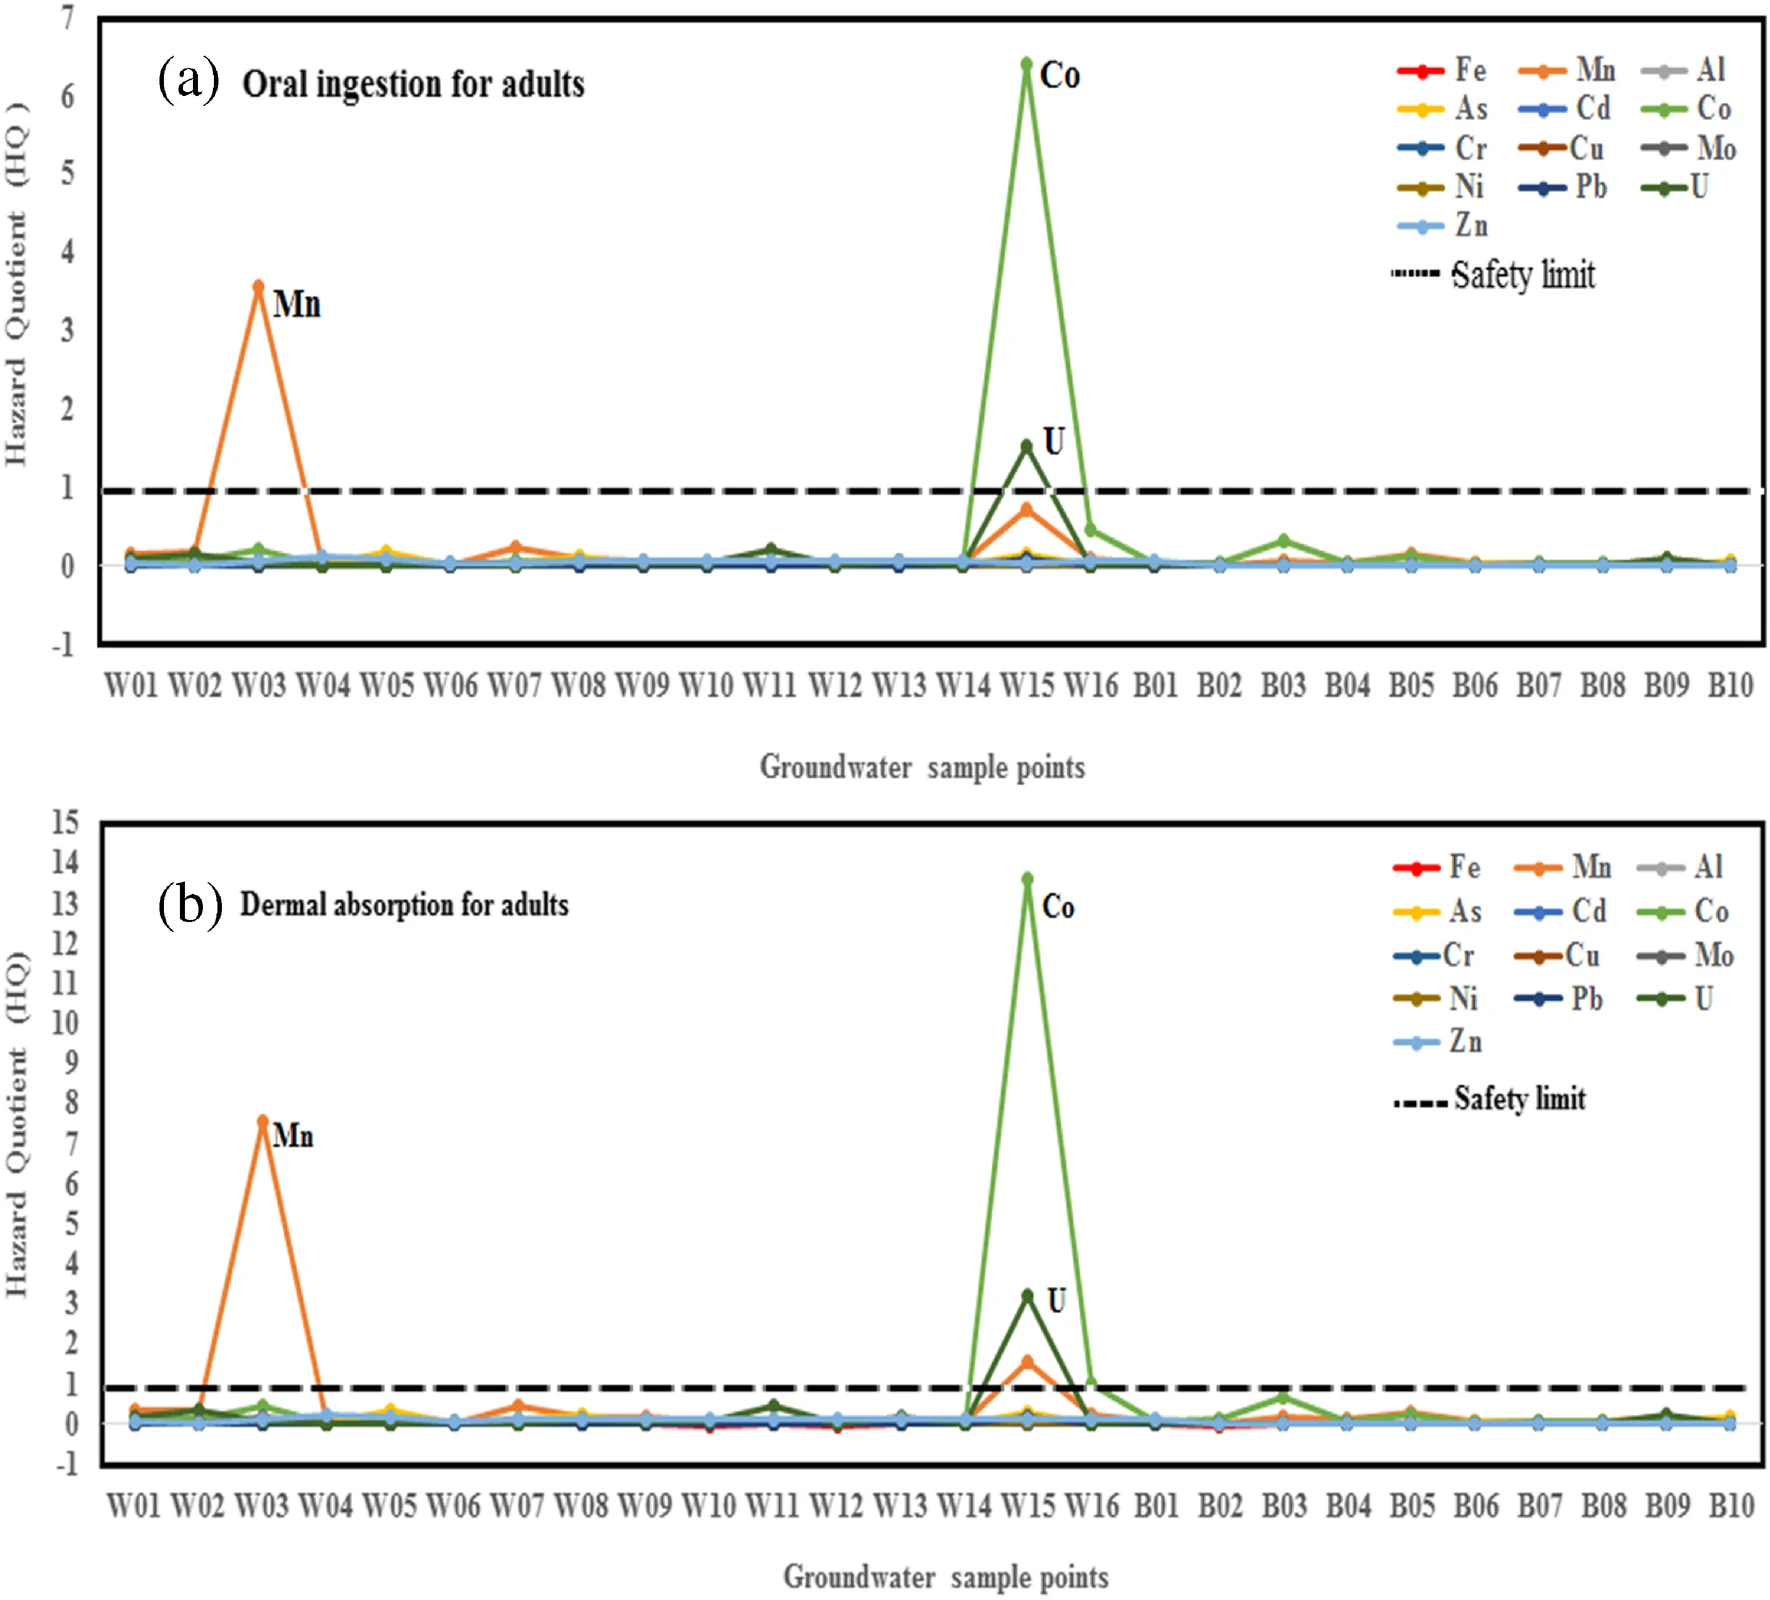 (a) Oral ingestion for adults
Hazard Quotient (HQ )
7
6
5
4
3
2
1
0
-1
Mn
Co
U
Fe Mn Al
As Cd Co
Cr Cu Mo
Ni Pb U
Zn
Safety limit
W01 W02 W03 W04 W05 W06 W07 W08 W09 W10 W11 W12 W13 W14 W15 W16 B01 B02 B03 B04 B05 B06 B07 B08 B09 B10
Groundwater sample points
(b) Dermal absorption for adults
Hazard Quotient (HQ)
15
14
13
12
11
10
9
8
7
6
5
4
3
2
1
0
-1
Mn
Co
U
Fe Mn Al
As Cd Co
Cr Cu Mo
Ni Pb U
Zn
Safety limit
W01 W02 W03 W04 W05 W06 W07 W08 W09 W10 W11 W12 W13 W14 W15 W16 B01 B02 B03 B04 B05 B06 B07 B08 B09 B10
Groundwater sample points